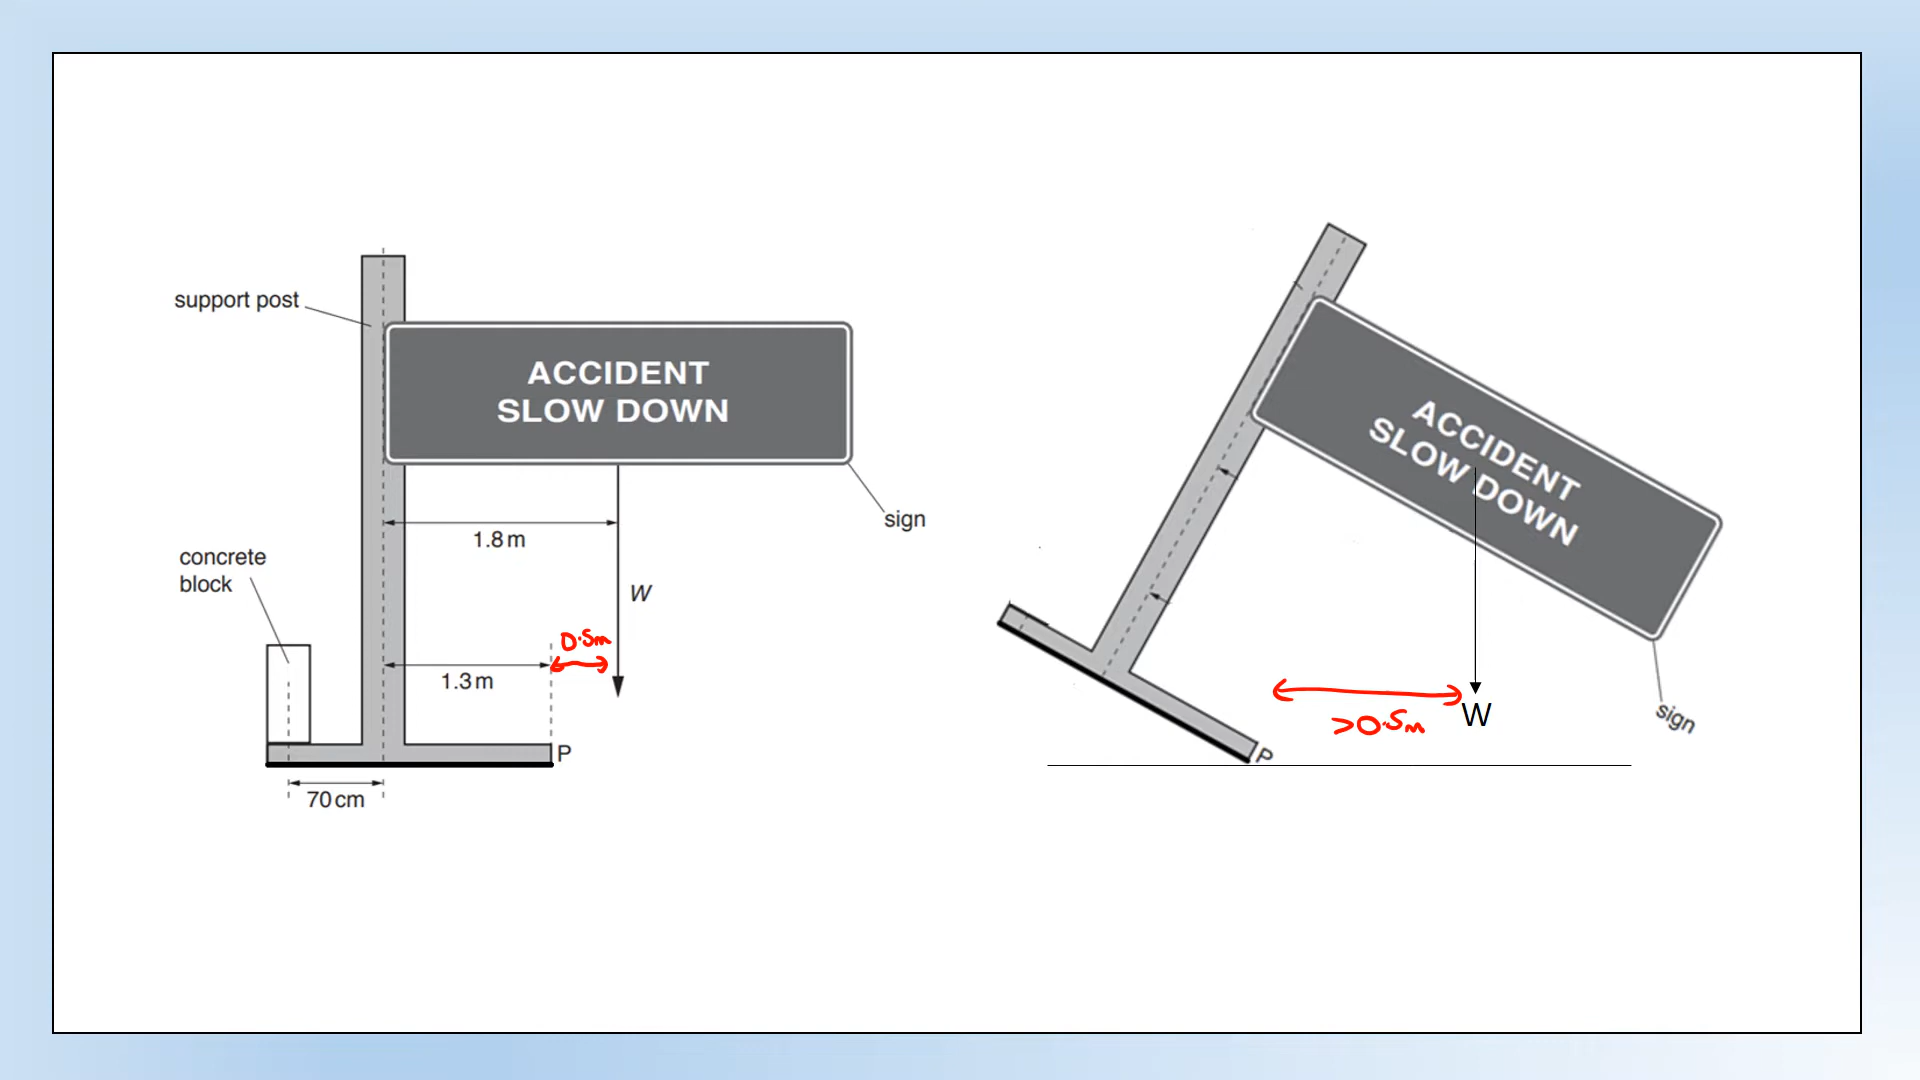 support post
ACCIDENT
SLOW DOWN
1.8 m
sign
concrete
block
W
0.5m
1.3 m
P
70 cm
ACCIDENT
SLOW DOWN
W
>0.5m
sign
P